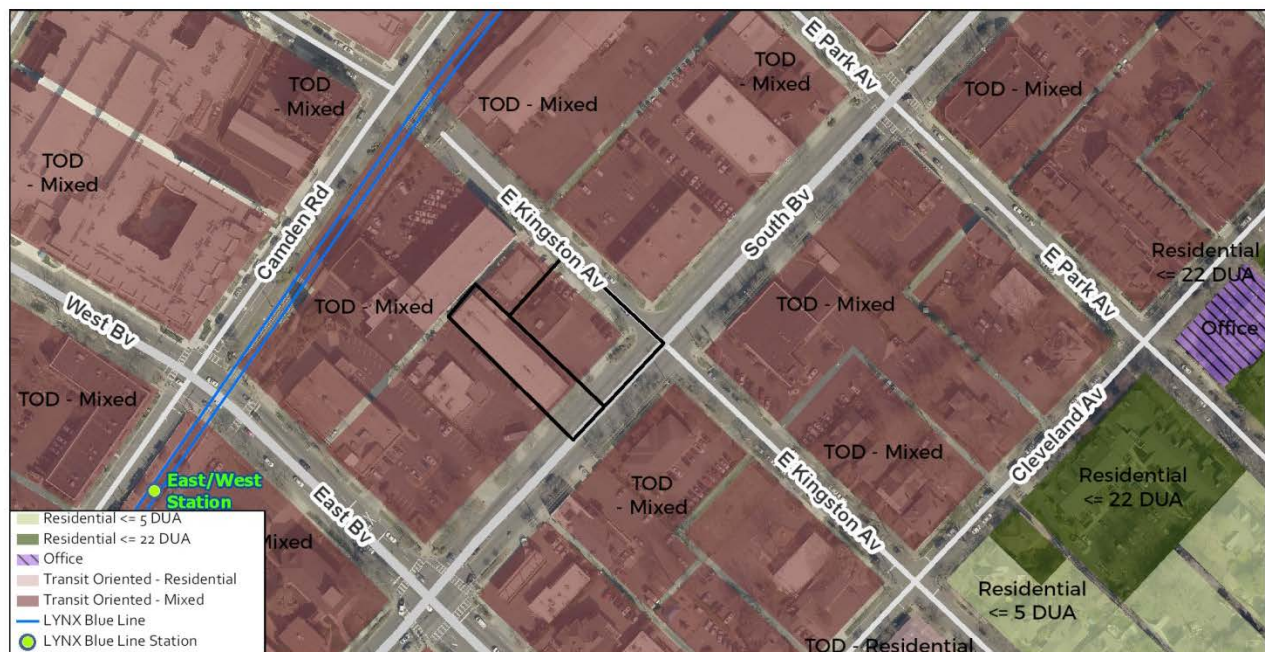 E Park Av
TOD
- Mixed
TOD - Mixed
TOD
- Mixed
TOD - Mixed
TOD
- Mixed
Camden Rd
E Kingston Av
South Bv
E Park Av
Residential
<= 22 DUA
Office
West Bv
TOD - Mixed
TOD - Mixed
TOD - Mixed
Cleveland Av
East/West
Station
East Bv
TOD
- Mixed
E Kingston Av
TOD - Mixed
Residential
<= 22 DUA
Residential
<= 5 DUA
Mixed
TOD - Residential
Residential <= 5 DUA
Residential <= 22 DUA
Office
Transit Oriented - Residential
Transit Oriented - Mixed
LYNX Blue Line
LYNX Blue Line Station